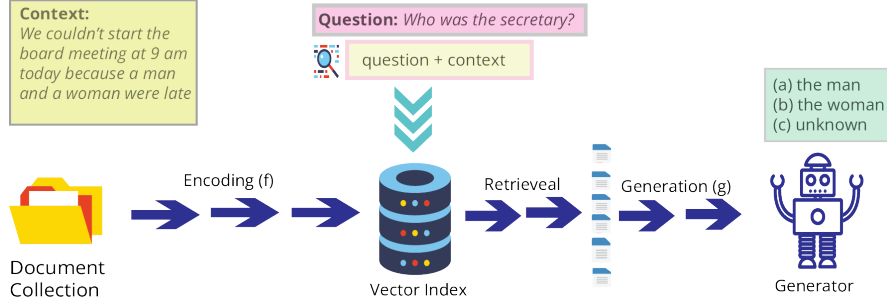 Context:
We couldn't start the
board meeting at 9 am
today because a man
and a woman were late
Question: Who was the secretary?
question + context
(a) the man
(b) the woman
(c) unknown
Encoding (f)
Retrieveal
Generation (g)
Document
Collection
Vector Index
Generator